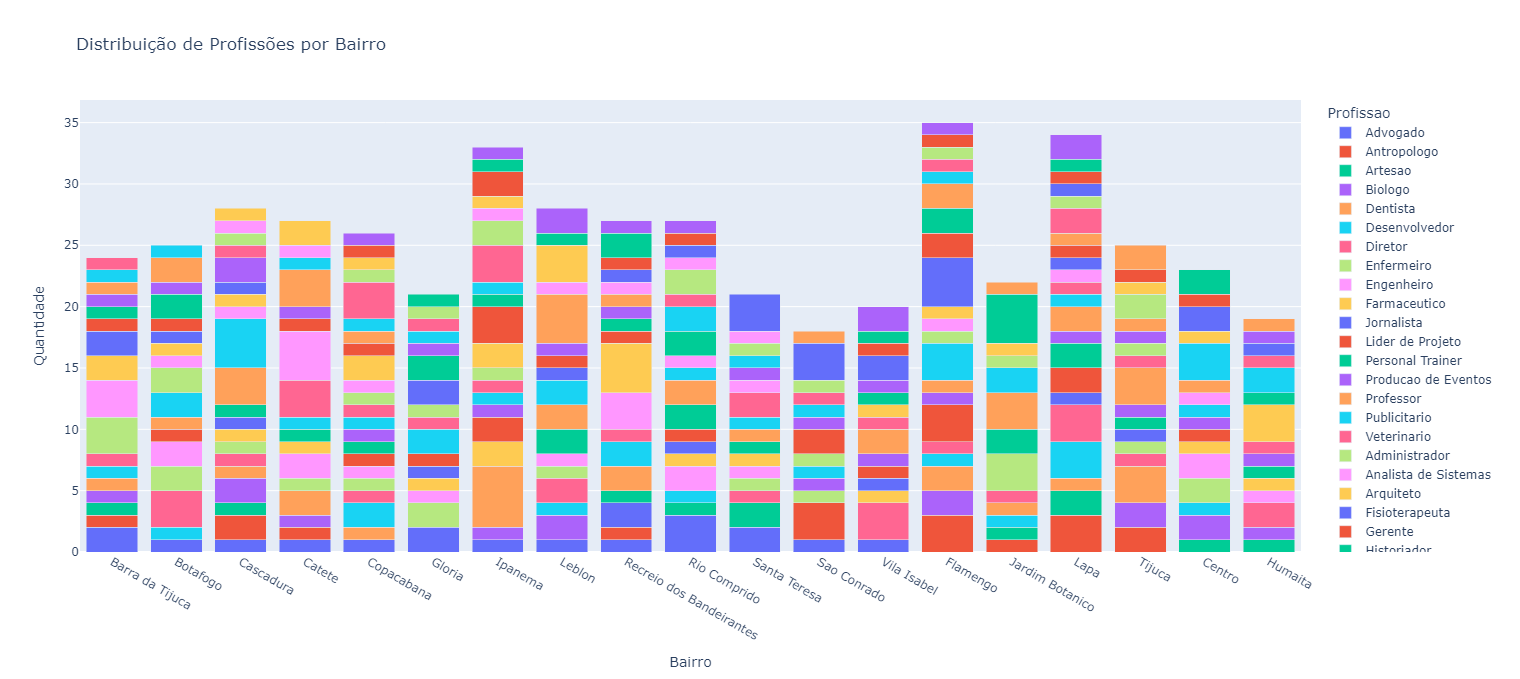 Distribuição de Profissões por Bairro
Quantidade
35
30
25
20
15
10
5
0
Barra da Tijuca
Botafogo
Cascadura
Catete
Copacabana
Gloria
Ipanema
Leblon
Recreio dos Bandeirantes
Rio Comprido
Santa Teresa
Sao Conrado
Vila Isabel
Flamengo
Jardim Botanico
Lapa
Tijuca
Centro
Humaita
Bairro
Profissao
Advogado
Antropologo
Artesao
Biologo
Dentista
Desenvolvedor
Diretor
Enfermeiro
Engenheiro
Farmaceutico
Jornalista
Lider de Projeto
Personal Trainer
Producao de Eventos
Professor
Publicitario
Veterinario
Administrador
Analista de Sistemas
Arquiteto
Fisioterapeuta
Gerente
Historiador